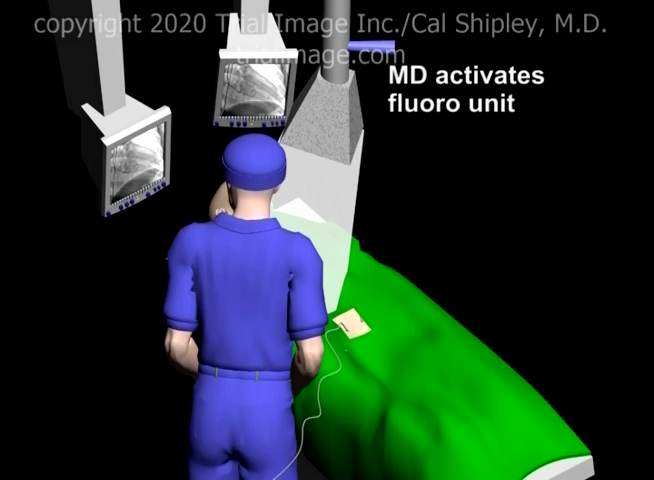 copyright 2020 Trial Image Inc./Cal Shipley, M.D.
trialimage.com
MD activates
fluoro unit